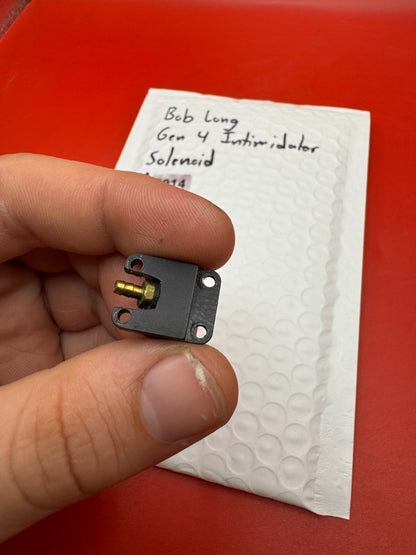 Bob Long
Gen 4 Intimidator
Solenoid